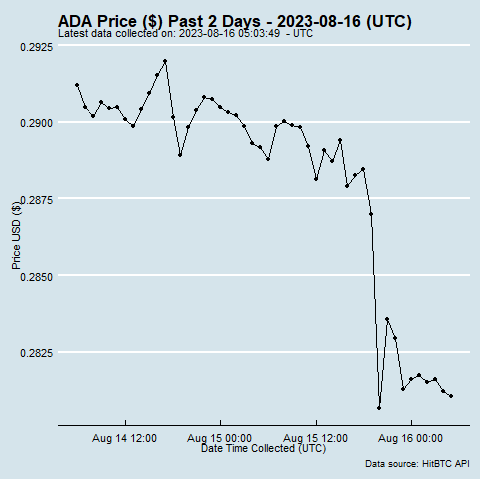 ADA Price ($) Past 2 Days - 2023-08-16 (UTC)
Latest data collected on: 2023-08-16 05:03:49 - UTC
0.2925
0.2900
0.2875
0.2850
0.2825
Price USD ($)
Aug 14 12:00 Aug 15 00:00 Aug 15 12:00 Aug 16 00:00
Date Time Collected (UTC)
Data source: HitBTC API